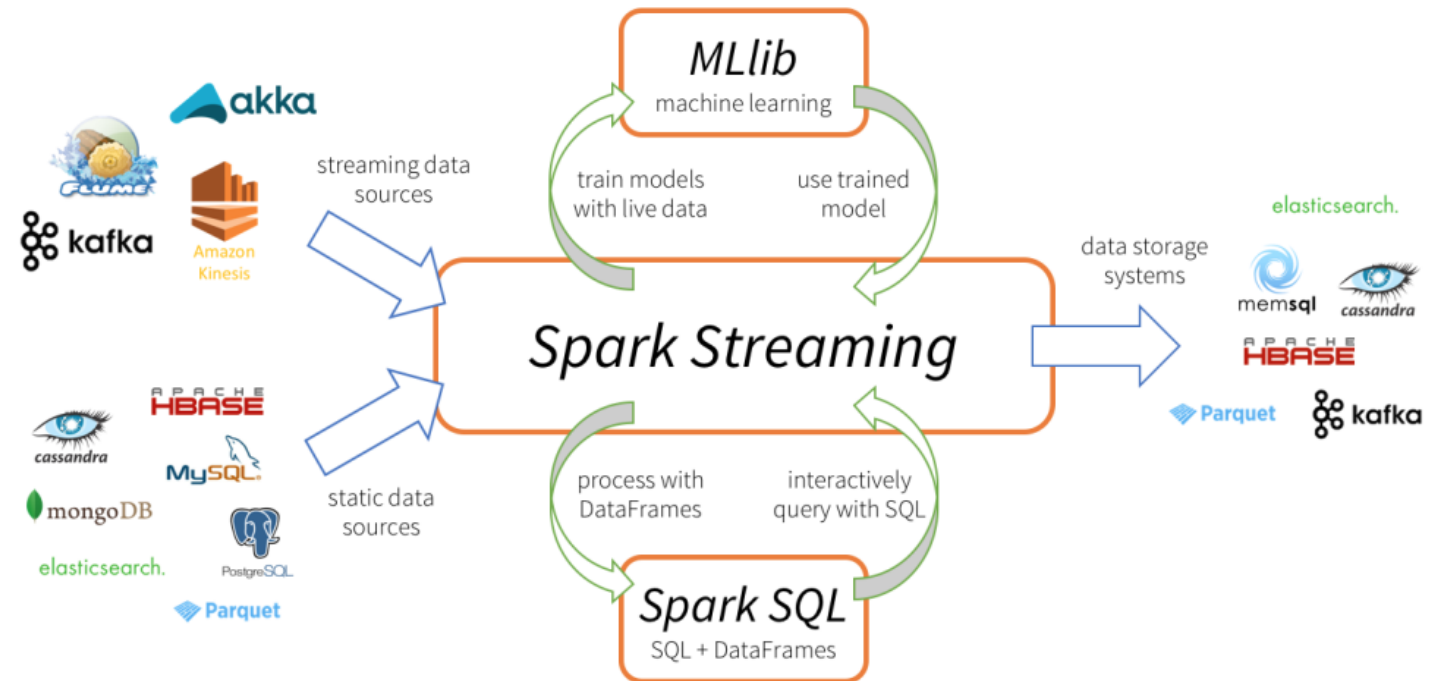 MLlib
machine learning
akka
FLUME
streaming data
sources
kafka
Amazon
Kinesis
train models
with live data
use trained
model
elasticsearch.
data storage
systems
memsql
cassandra
Spark Streaming
APACHE
HBASE
Parquet
kafka
APACHE
HBASE
cassandra
MySQL®
mongoDB
static data
sources
elasticsearch.
PostgreSQL
Parquet
process with
DataFrames
interactively
query with SQL
Spark SQL
SQL + DataFrames